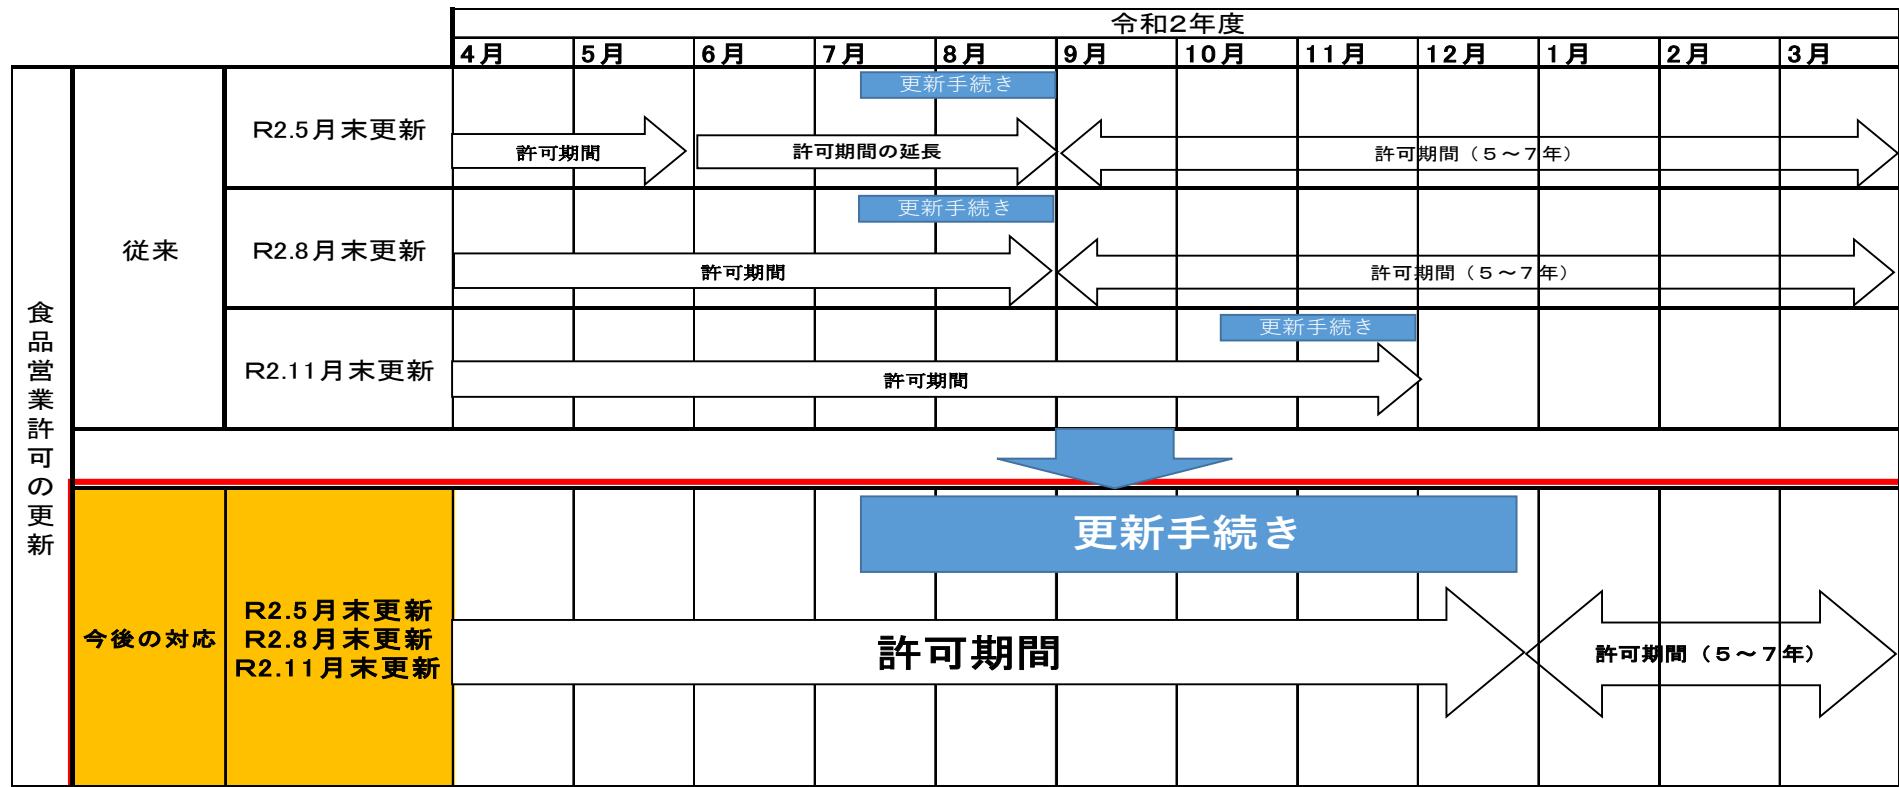 令和2年度
4月 5月 6月 7月 8月 9月 10月 11月 12月 1月 2月 3月
食品営業許可の更新
従来
R2.5月末更新
更新手続き
許可期間
許可期間の延長
許可期間（５～７年）
R2.8月末更新
更新手続き
許可期間
許可期間（５～７年）
R2.11月末更新
更新手続き
許可期間
今後の対応
R2.5月末更新
R2.8月末更新
R2.11月末更新
更新手続き
許可期間
許可期間（５～７年）